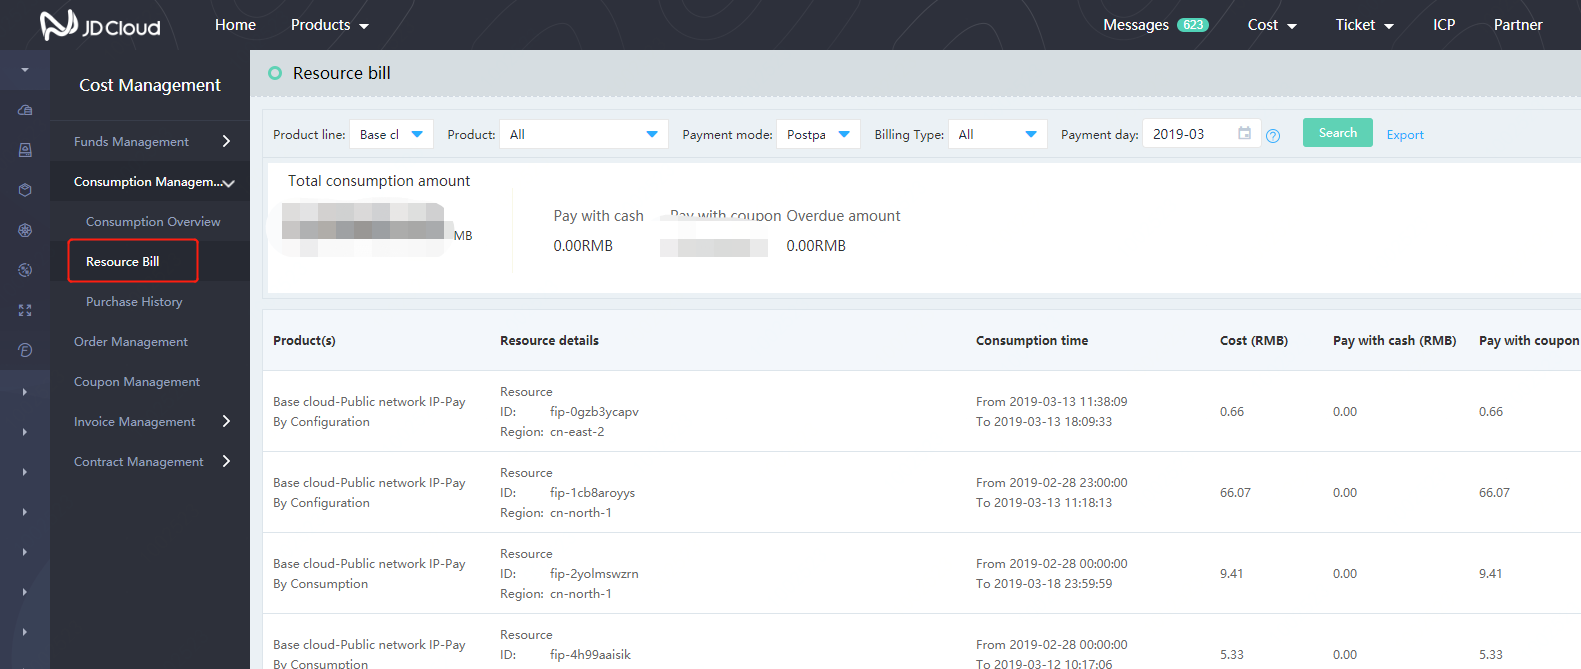 JD Cloud
Home
Products
Messages 623
Cost
Ticket
ICP
Partner
Cost Management
Funds Management
Consumption Managem...
Consumption Overview
Resource Bill
Purchase History
Order Management
Coupon Management
Invoice Management
Contract Management
Resource bill
Product line: Base cl Product: All Payment mode: Postpa Billing Type: All Payment day: 2019-03 Search Export
Total consumption amount
MB
Pay with cash Pay with coupon Overdue amount
0.00RMB 0.00RMB
Product(s) Resource details Consumption time Cost (RMB) Pay with cash (RMB) Pay with coupon
Base cloud-Public network IP-Pay
By Configuration
Resource
ID: fip-0gzb3ycapv
Region: cn-east-2
From 2019-03-13 11:38:09
To 2019-03-13 18:09:33
0.66 0.00 0.66
Base cloud-Public network IP-Pay
By Configuration
Resource
ID: fip-1cb8aroyys
Region: cn-north-1
From 2019-02-28 23:00:00
To 2019-03-13 11:18:13
66.07 0.00 66.07
Base cloud-Public network IP-Pay
By Consumption
Resource
ID: fip-2yolmswzrn
Region: cn-north-1
From 2019-02-28 00:00:00
To 2019-03-18 23:59:59
9.41 0.00 9.41
Base cloud-Public network IP-Pay
By Consumption
Resource
ID: fip-4h99aaisik
From 2019-02-28 00:00:00
To 2019-03-12 10:17:06
5.33 0.00 5.33